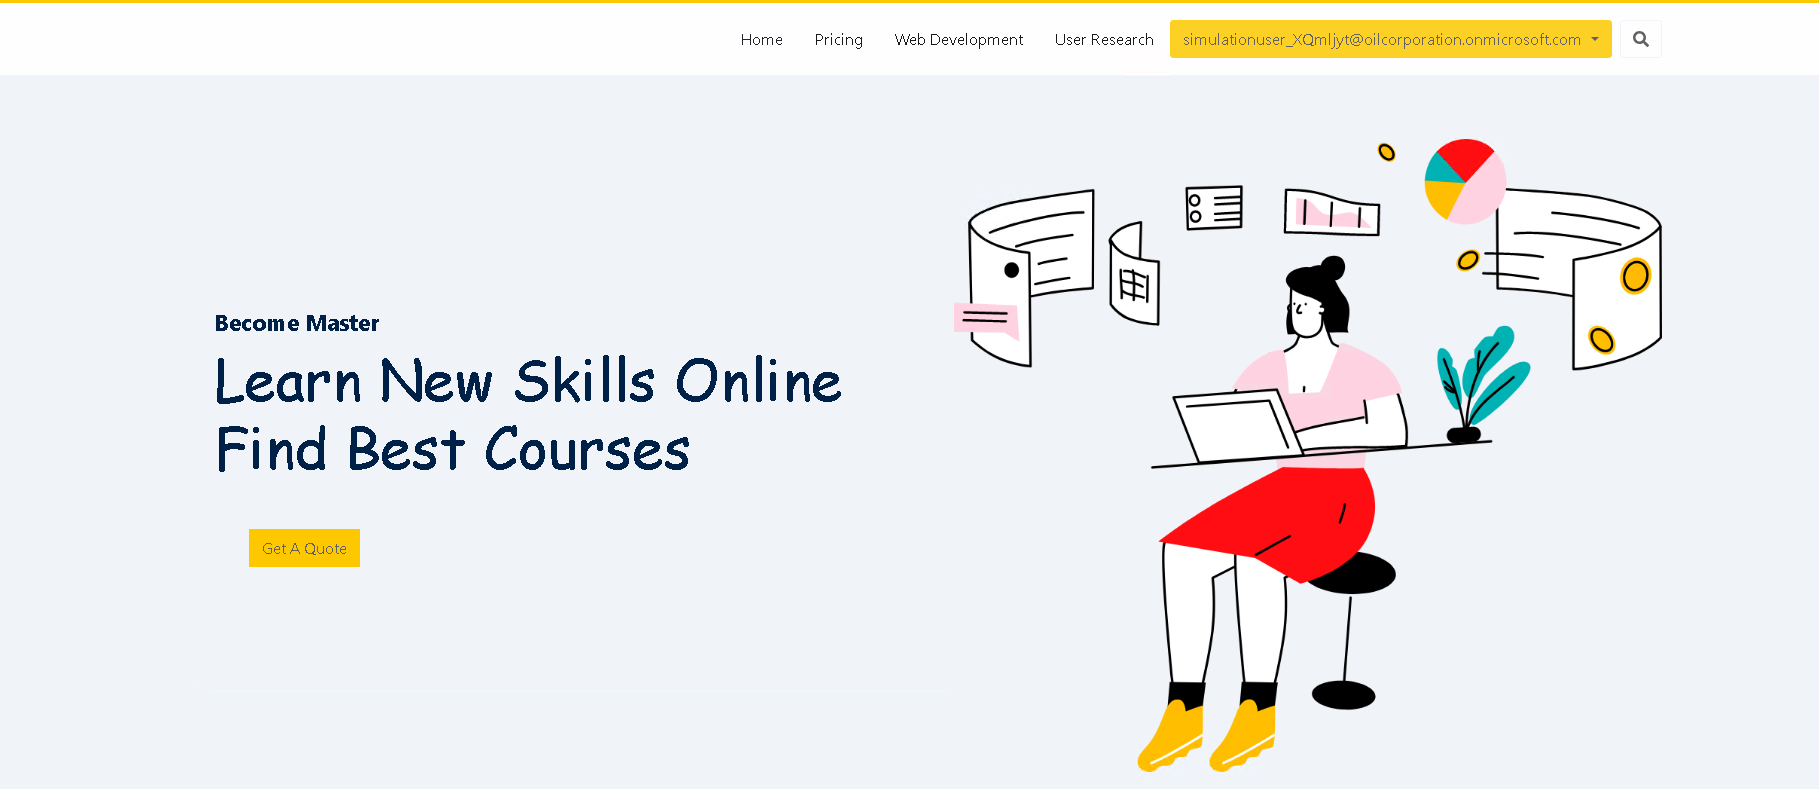 Home Pricing Web Development User Research simulationuser_XQmljyt@oilcorporation.onmicrosoft.com
Become Master
Learn New Skills Online
Find Best Courses
Get A Quote